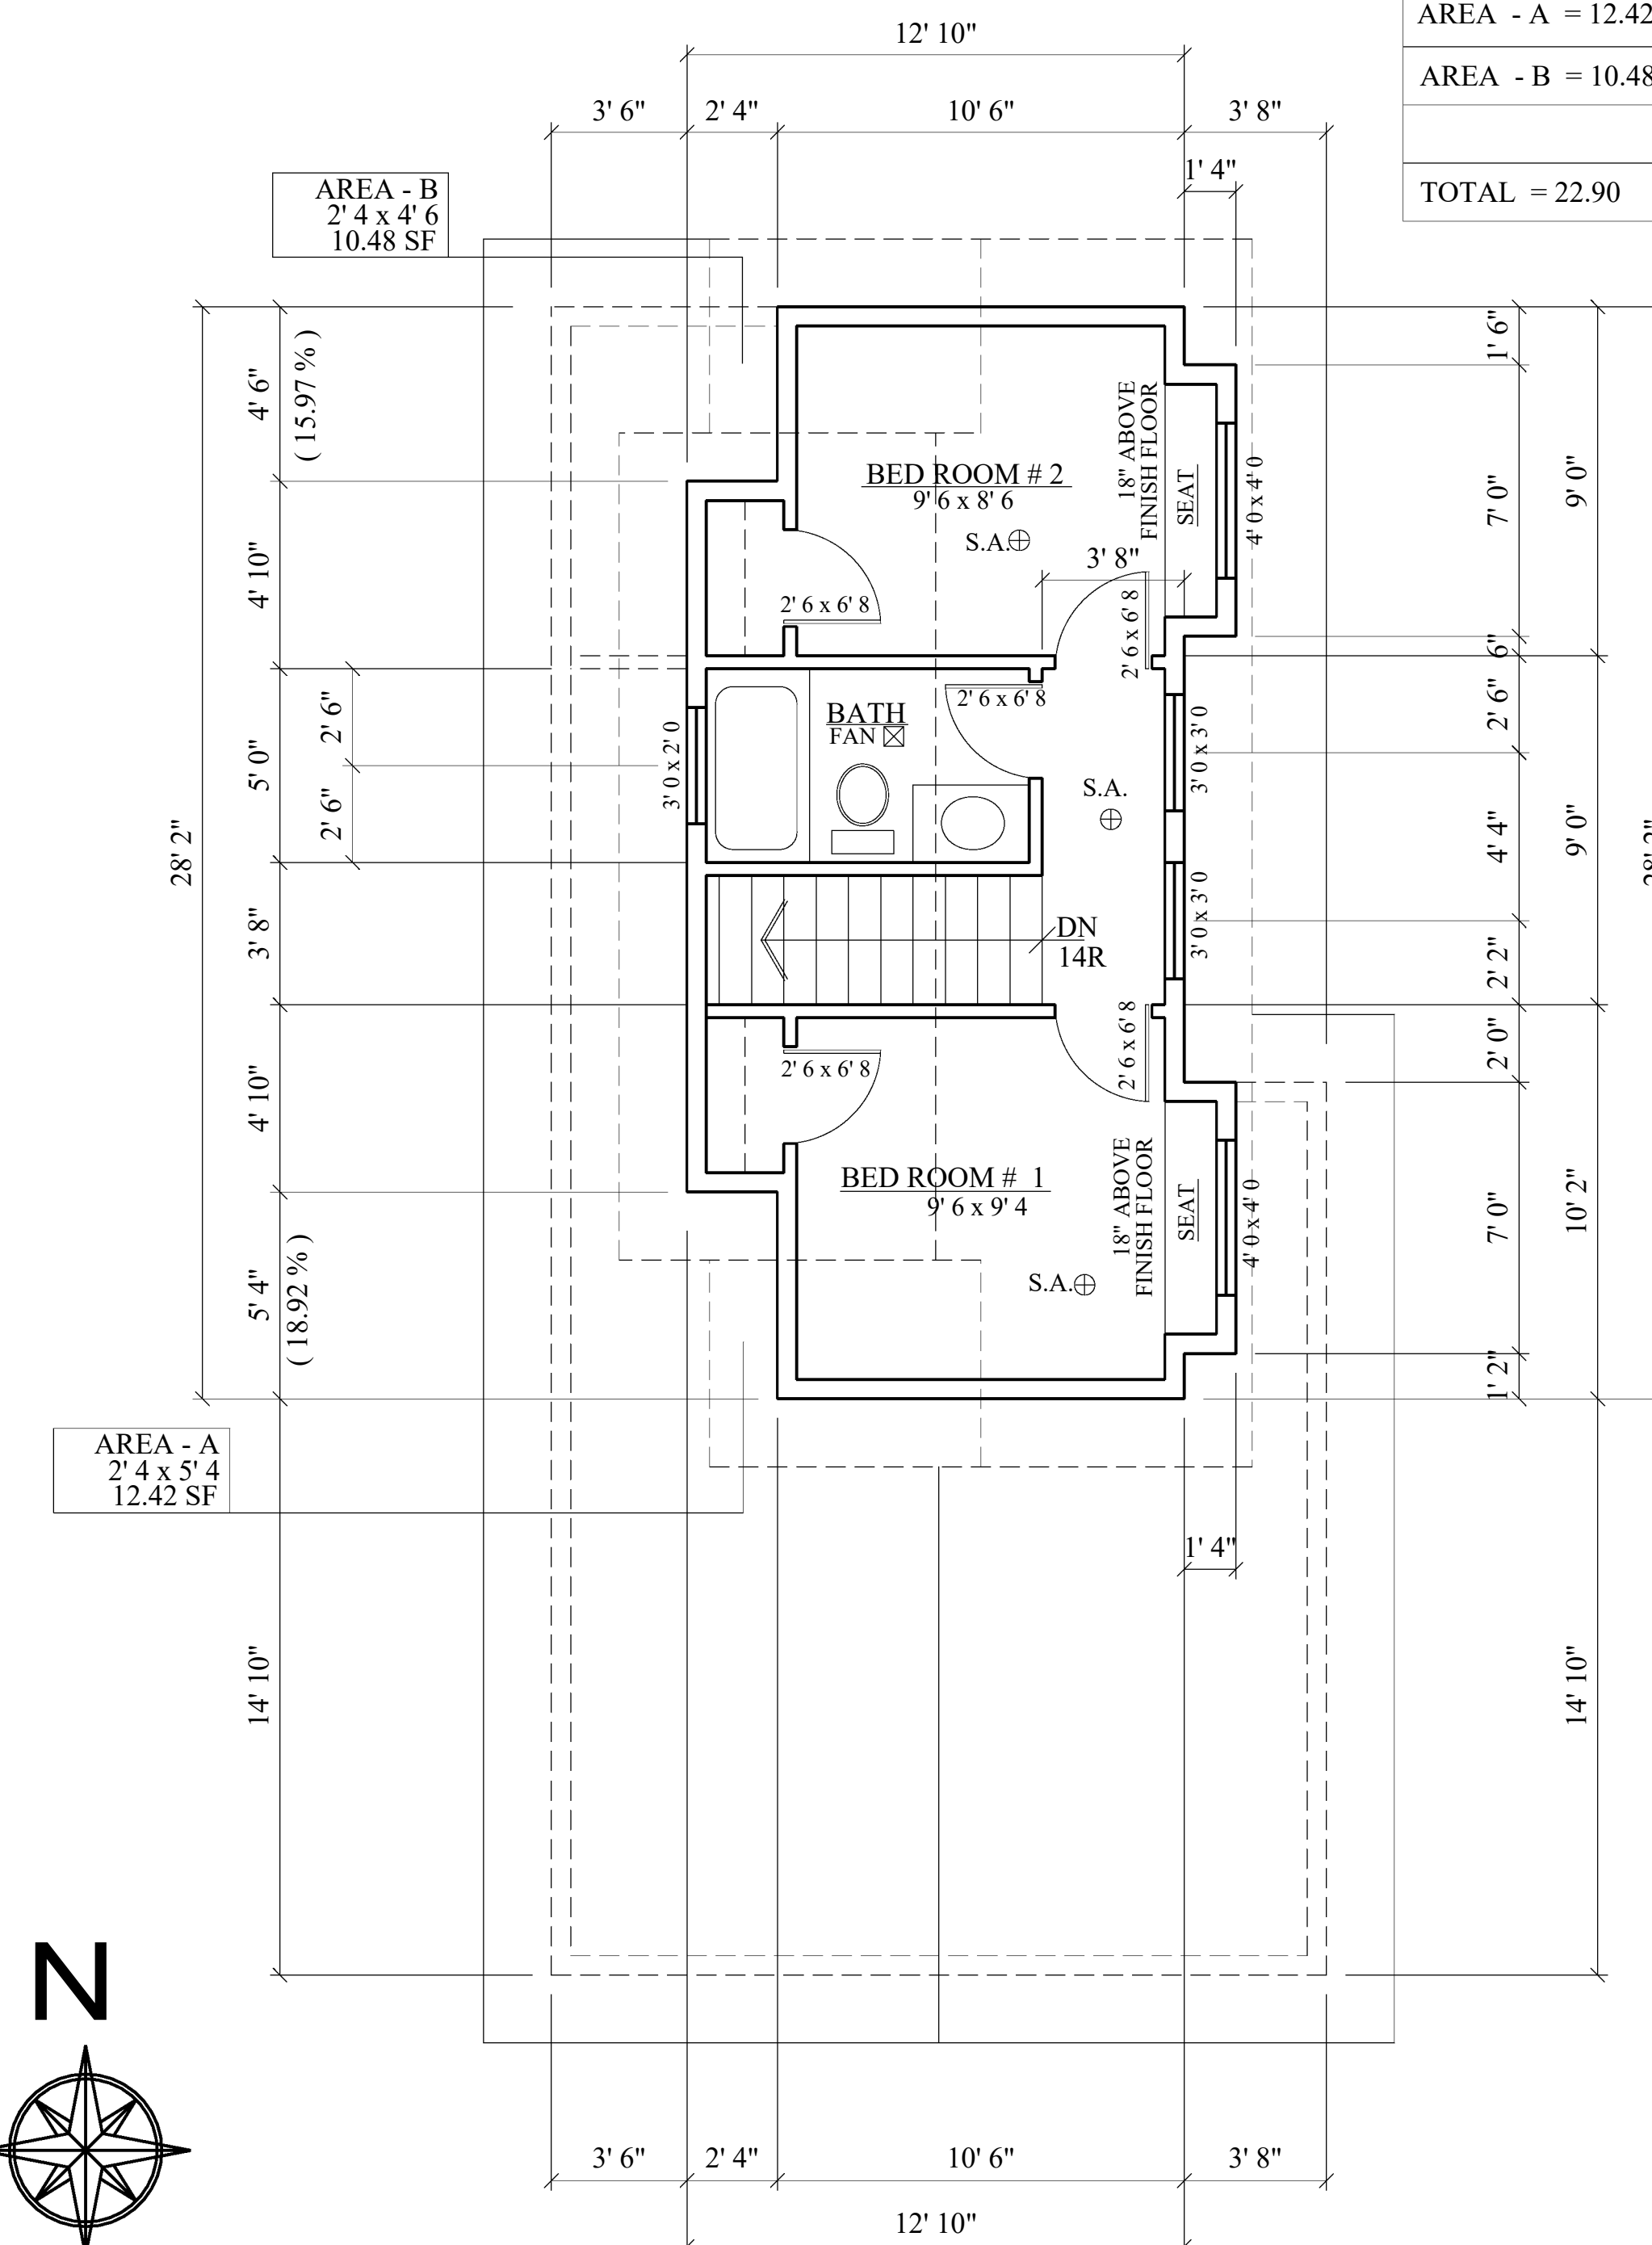 AREA - A = 12.42
AREA - B = 10.48
TOTAL = 22.90
12' 10"
3' 6"
2' 4"
10' 6"
3' 8"
1' 4"
AREA - B
2' 4 x 4' 6
10.48 SF
28' 2"
4' 6"
( 15.97 % )
4' 10"
5' 0"
2' 6"
2' 6"
3' 8"
4' 10"
5' 4"
( 18.92 % )
14' 10"
BED ROOM # 2
9' 6 x 8' 6
S.A.
18" ABOVE
FINISH FLOOR
SEAT
4' 0 x 4' 0
3' 8"
2' 6 x 6' 8
2' 6 x 6' 8
BATH
FAN
2' 6 x 6' 8
3' 0 x 2' 0
3' 0 x 3' 0
S.A.
3' 0 x 3' 0
DN
14R
2' 6 x 6' 8
2' 6 x 6' 8
BED ROOM # 1
9' 6 x 9' 4
S.A.
18" ABOVE
FINISH FLOOR
SEAT
4' 0 x 4' 0
1' 6"
7' 0"
6"
2' 6"
4' 4"
2' 2"
2' 0"
7' 0"
1' 2"
9' 0"
9' 0"
10' 2"
14' 10"
28' 2"
AREA - A
2' 4 x 5' 4
12.42 SF
1' 4"
N
3' 6"
2' 4"
10' 6"
3' 8"
12' 10"